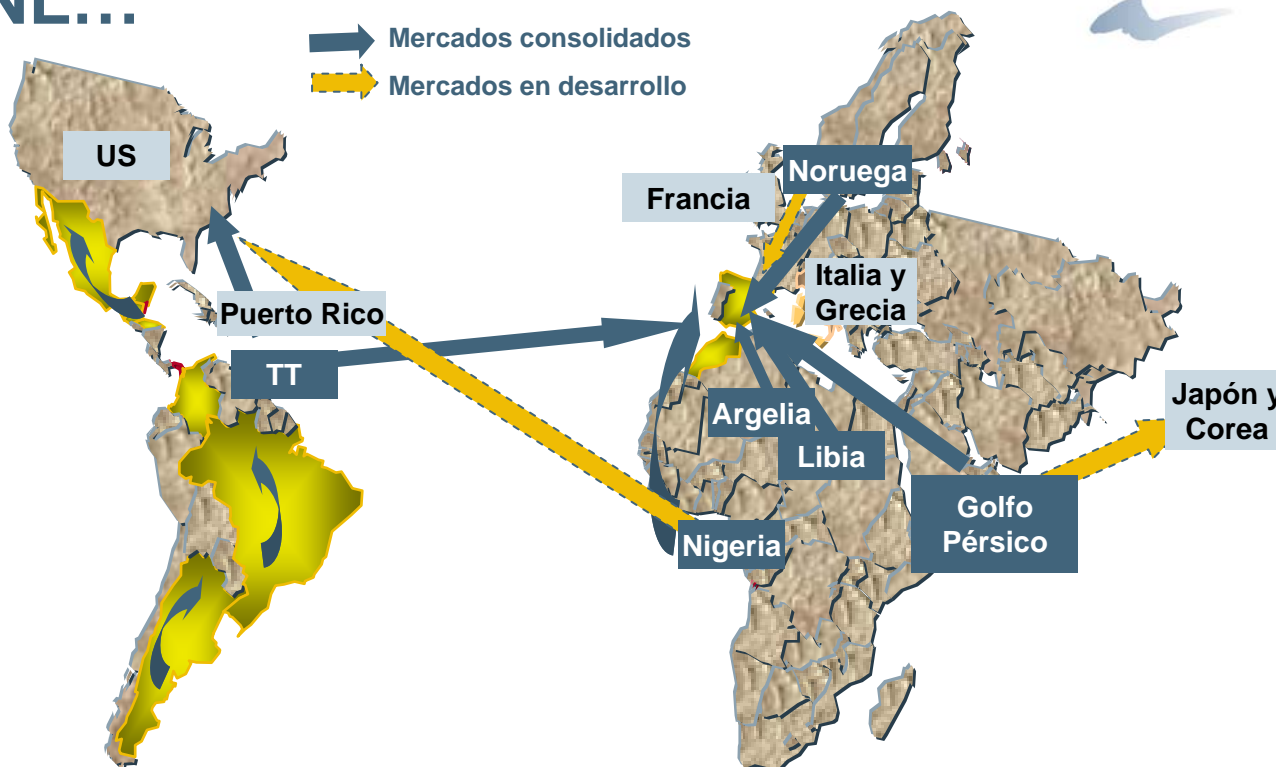 NE…
Mercados consolidados
Mercados en desarrollo
US
Noruega
Francia
Italia y
Grecia
Puerto Rico
TT
Japón y
Corea
Argelia
Libia
Golfo
Pérsico
Nigeria